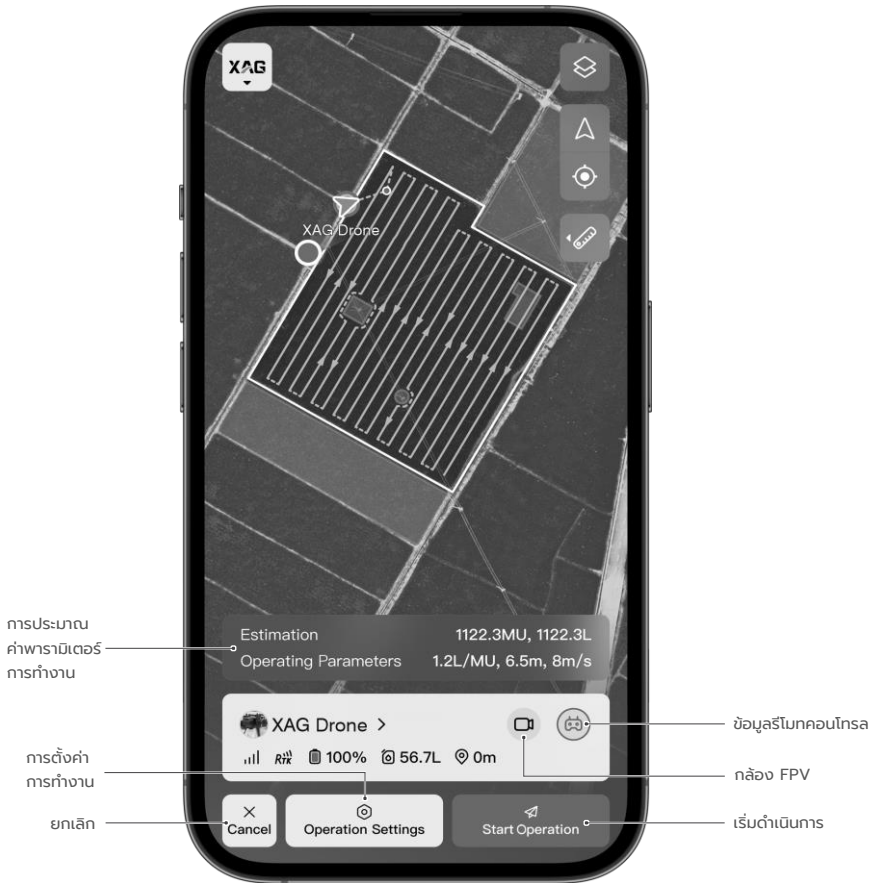 XAG
XAG Drone
การประมาณ
ค่าพารามิเตอร์
การทำงาน
Estimation 1122.3MU, 1122.3L
Operating Parameters 1.2L/MU, 6.5m, 8m/s
XAG Drone >
ข้อมูลรีโมทคอนโทรล
RTK 100% 56.7L 0m
การตั้งค่า
การทำงาน
กล้อง FPV
Cancel
Operation Settings
Start Operation
ยกเลิก
เริ่มดำเนินการ